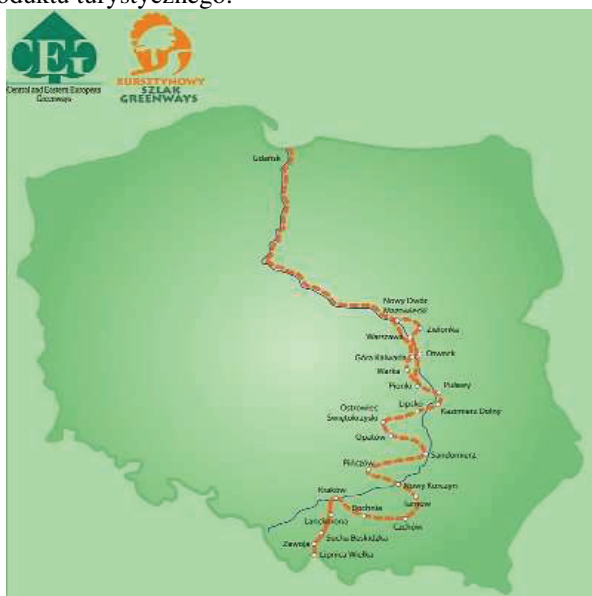 oduktu turystycznego.
CEG
Central and Eastern European
Greenways
BURSZTYNOWY
SZLAK
GREENWAYS
Gdańsk
Nowy Dwór
Mazowiecki
Zielonka
Warszawa
Otwock
Góra Kalwaria
Warka
Pionki
Puławy
Lipsko
Kazimierz Dolny
Ostrowiec
Świętokrzyski
Opatów
Sandomierz
Pińczów
Nowy Korczyn
Kraków
Tarnów
Bochnia
Lanckorona
Sucha Beskidzka
Zawoja
Lipnica Wielka